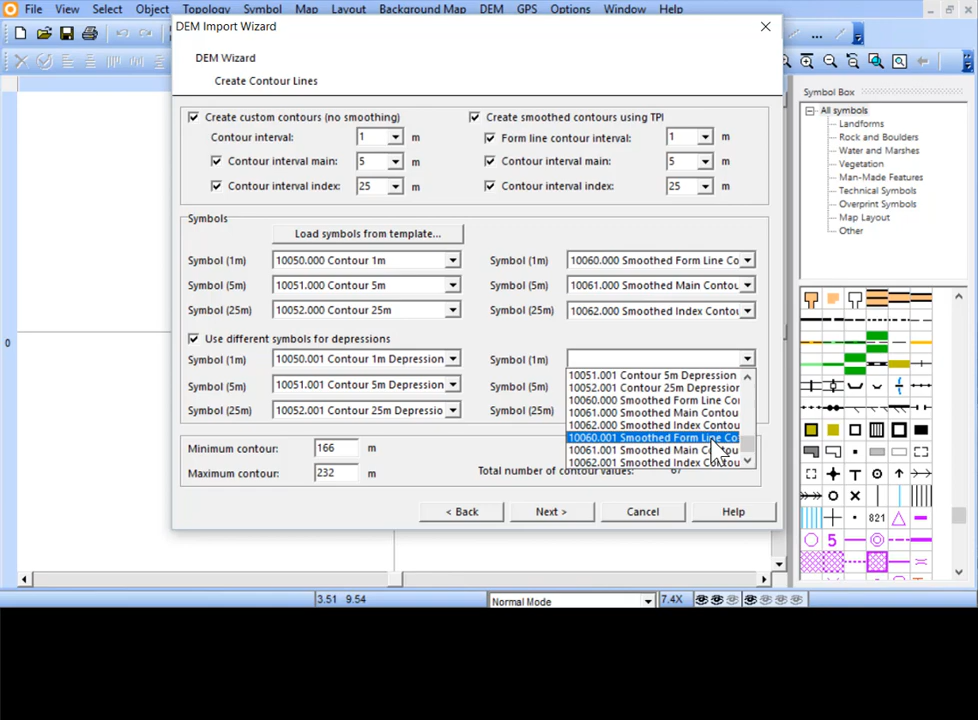 File View Select Object Topology Symbol Map Layout Background Map DEM GPS Options Window Help
DEM Import Wizard
...
DEM Wizard
Create Contour Lines
Symbol Box
All symbols
Landforms
Rock and Boulders
Water and Marshes
Vegetation
Man-Made Features
Technical Symbols
Overprint Symbols
Map Layout
Other
Create custom contours (no smoothing)
Contour interval: 1 m
Contour interval main: 5 m
Contour interval index: 25 m
Create smoothed contours using TPI
Form line contour interval: 1 m
Contour interval main: 5 m
Contour interval index: 25 m
Symbols
Load symbols from template...
Symbol (1m) 10050.000 Contour 1m
Symbol (5m) 10051.000 Contour 5m
Symbol (25m) 10052.000 Contour 25m
Symbol (1m) 10060.000 Smoothed Form Line Co
Symbol (5m) 10061.000 Smoothed Main Contou
Symbol (25m) 10062.000 Smoothed Index Contou
Use different symbols for depressions
Symbol (1m) 10050.001 Contour 1m Depression
Symbol (5m) 10051.001 Contour 5m Depression
Symbol (25m) 10052.001 Contour 25m Depressio
Symbol (1m)
Symbol (5m)
Symbol (25m)
10051.001 Contour 5m Depression
10052.001 Contour 25m Depression
10060.000 Smoothed Form Line Co
10061.000 Smoothed Main Contou
10062.000 Smoothed Index Contou
10060.001 Smoothed Form Line Co
10061.001 Smoothed Main Contou
10062.001 Smoothed Index Contou
Minimum contour: 166 m
Maximum contour: 232 m
Total number of contour values: 67
< Back Next > Cancel Help
0
821
5
3.51 9.54 Normal Mode 7.4X